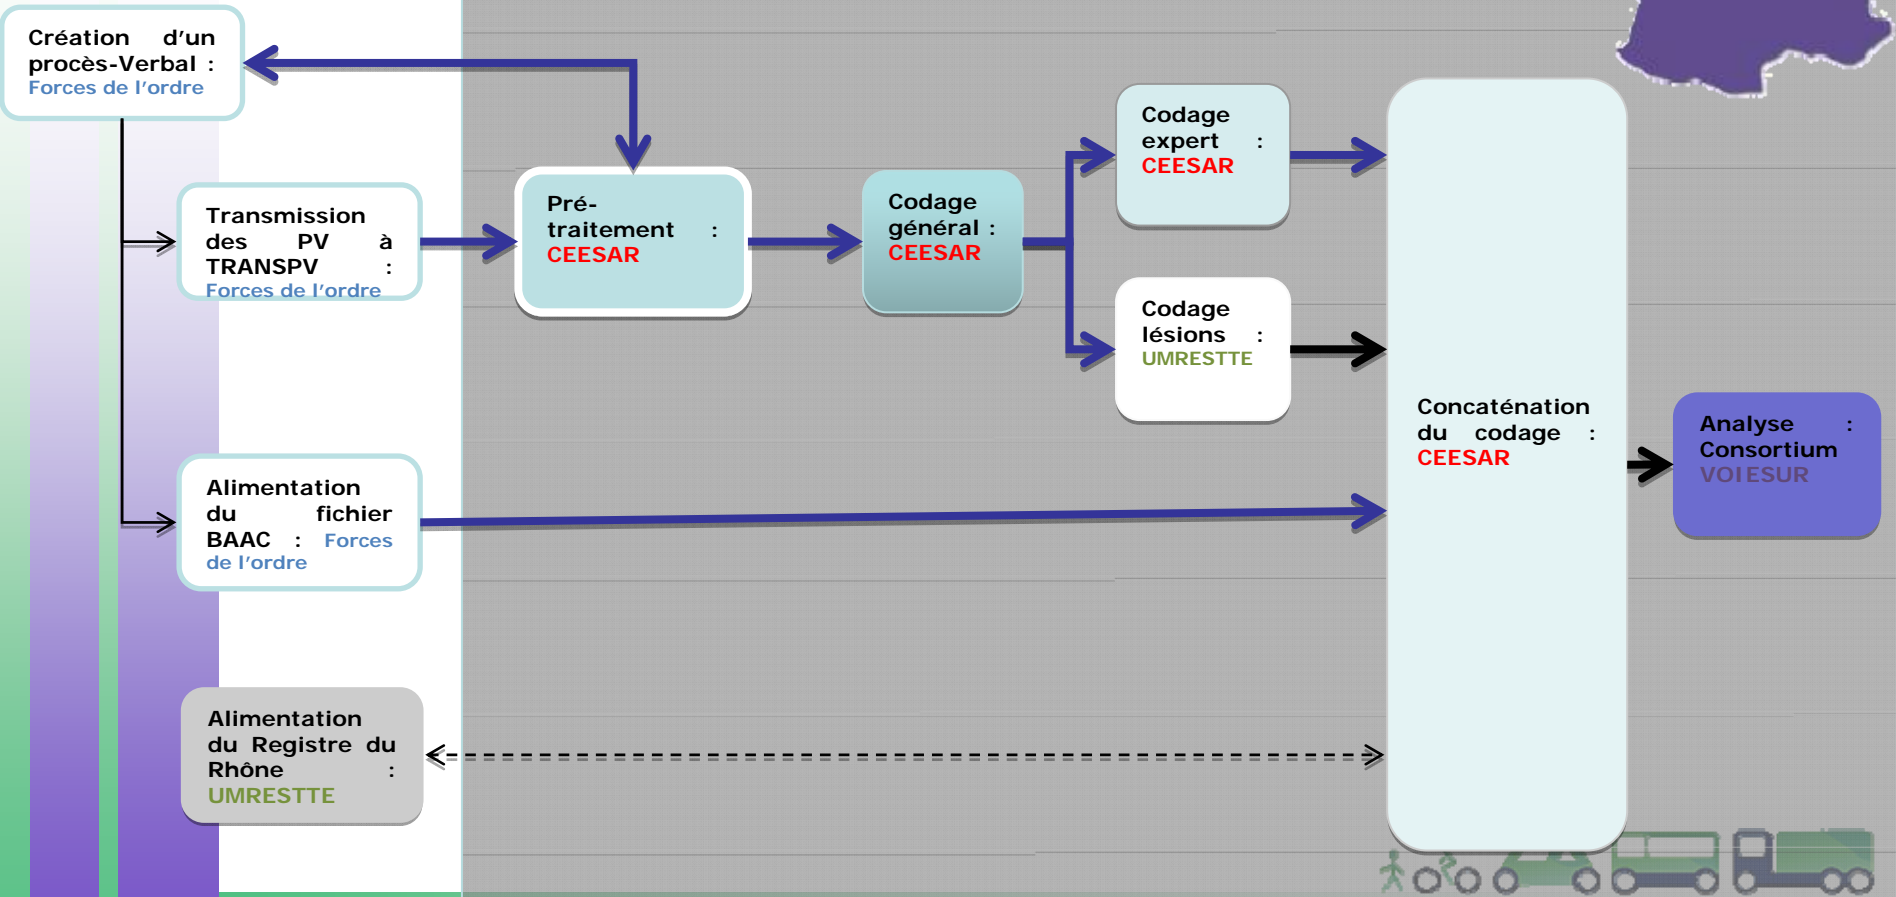 Création d'un
procès-Verbal :
Forces de l'ordre
Transmission
des PV à
TRANSPV :
Forces de l'ordre
Pré-
traitement :
CEESAR
Codage
général :
CEESAR
Codage
expert :
CEESAR
Codage
lésions :
UMRESTTE
Concaténation
du codage :
CEESAR
Analyse :
Consortium
VOIESUR
Alimentation
du fichier
BAAC : Forces
de l'ordre
Alimentation
du Registre du
Rhône :
UMRESTTE